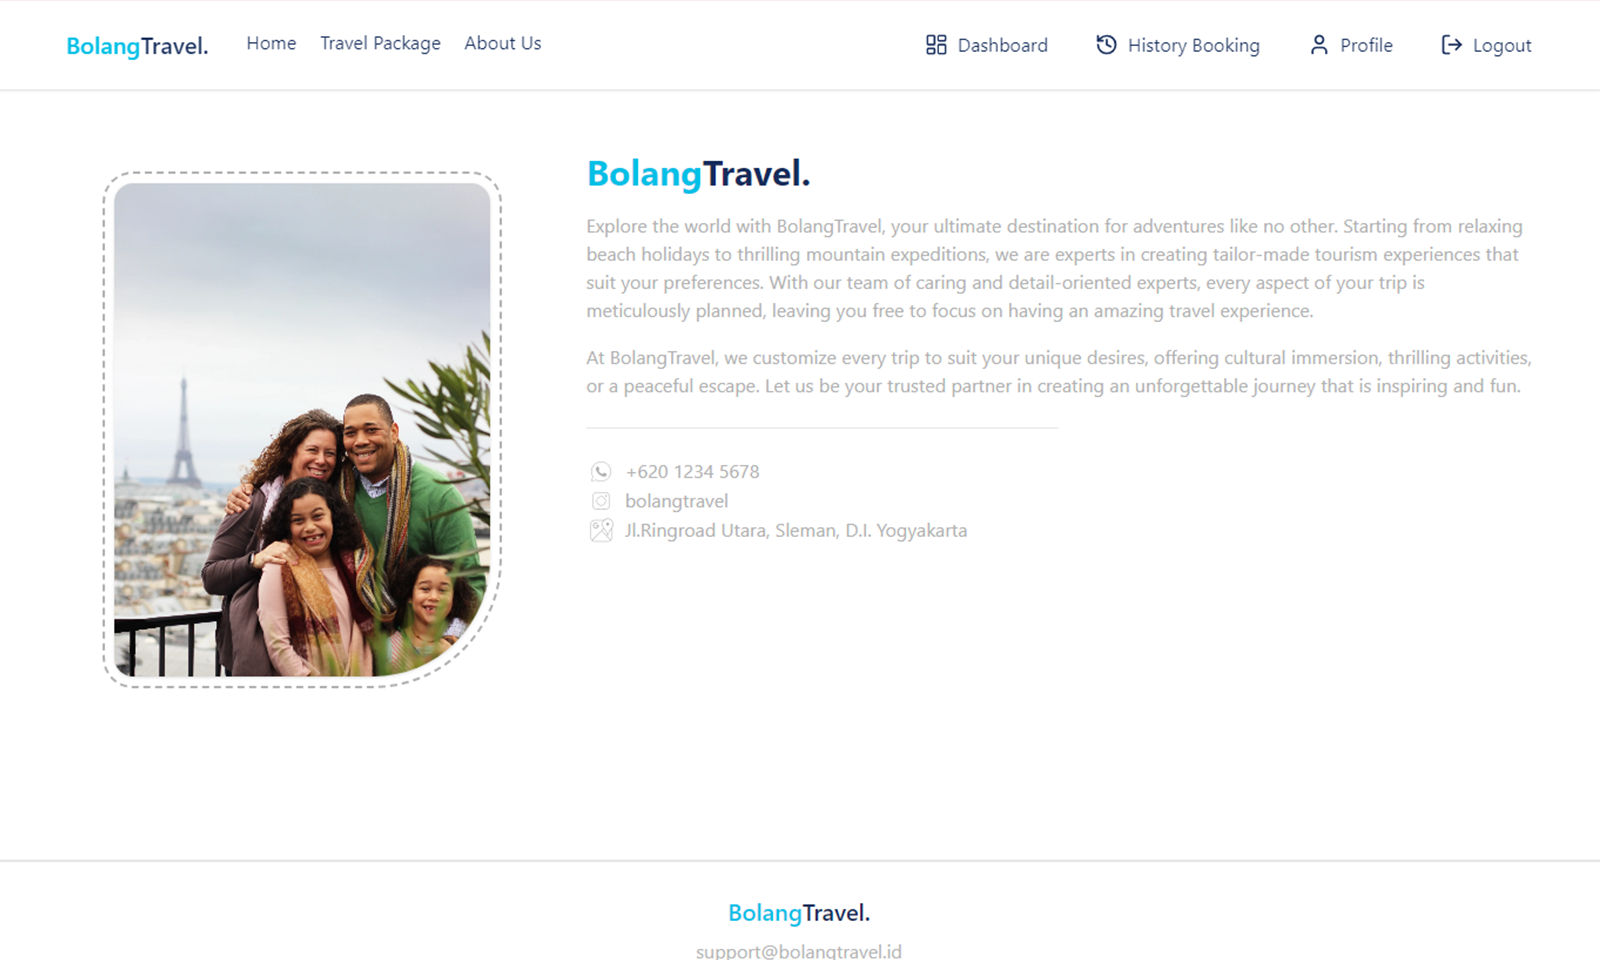 BolangTravel. Home Travel Package About Us Dashboard History Booking Profile Logout
BolangTravel.
Explore the world with BolangTravel, your ultimate destination for adventures like no other. Starting from relaxing
beach holidays to thrilling mountain expeditions, we are experts in creating tailor-made tourism experiences that
suit your preferences. With our team of caring and detail-oriented experts, every aspect of your trip is
meticulously planned, leaving you free to focus on having an amazing travel experience.
At BolangTravel, we customize every trip to suit your unique desires, offering cultural immersion, thrilling activities,
or a peaceful escape. Let us be your trusted partner in creating an unforgettable journey that is inspiring and fun.
+620 1234 5678
bolangtravel
Jl.Ringroad Utara, Sleman, D.I. Yogyakarta
BolangTravel.
support@bolangtravel.id